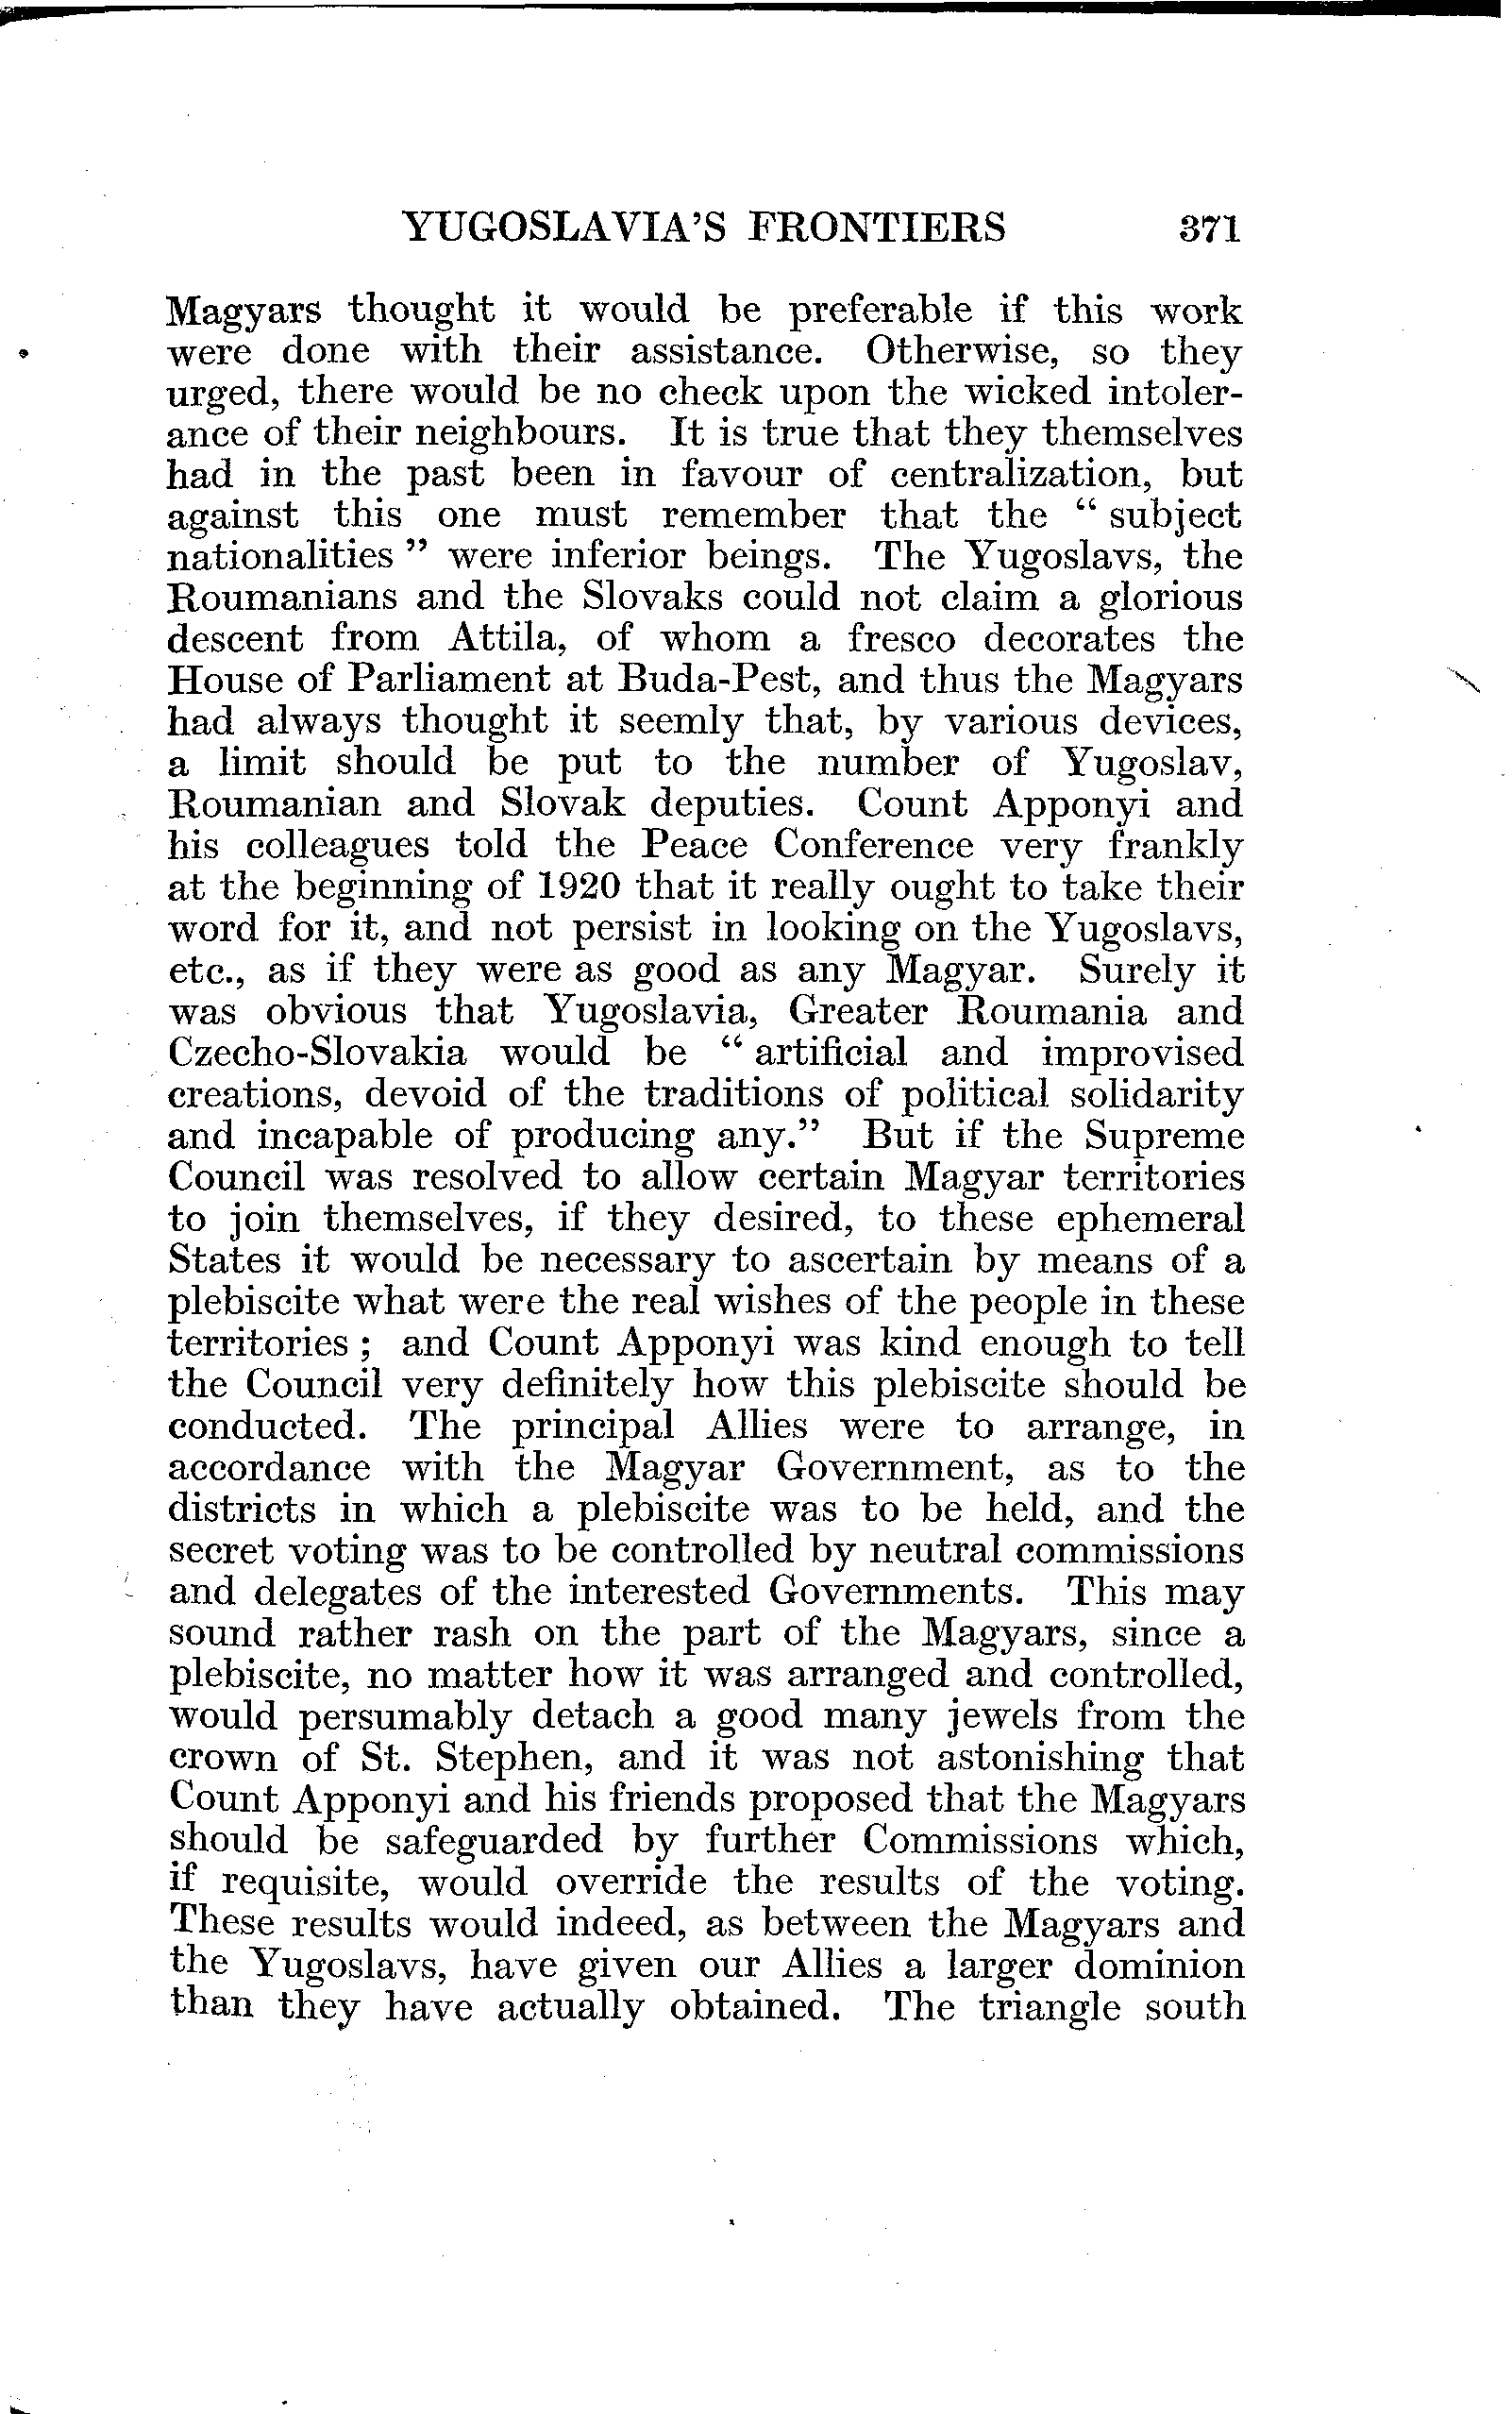 YUGOSLAVIA'S FRONTIERS 371
Magyars thought it would be preferable if this work
were done with their assistance. Otherwise, so they
urged, there would be no check upon the wicked intoler-
ance of their neighbours. It is true that they themselves
had in the past been in favour of centralization, but
against this one must remember that the “ subject
nationalities ” were inferior beings. The Yugoslavs, the
Roumanians and the Slovaks could not claim a glorious
descent from Attila, of whom a fresco decorates the
House of Parliament at Buda-Pest, and thus the Magyars
had always thought it seemly that, by various devices,
a limit should be put to the number of Yugoslav,
Roumanian and Slovak deputies. Count Apponyi and
his colleagues told the Peace Conference very frankly
at the beginning of 1920 that it really ought to take their
word for it, and not persist in looking on the Yugoslavs,
etc., as if they were as good as any Magyar. Surely it
was obvious that Yugoslavia, Greater Roumania and
Czecho-Slovakia would be “ artificial and improvised
creations, devoid of the traditions of political solidarity
and incapable of producing any.” But if the Supreme
Council was resolved to allow certain Magyar territories
to join themselves, if they desired, to these ephemeral
States it would be necessary to ascertain by means of a
plebiscite what were the real wishes of the people in these
territories ; and Count Apponyi was kind enough to tell
the Council very definitely how this plebiscite should be
conducted. The principal Allies were to arrange, in
accordance with the Magyar Government, as to the
districts in which a plebiscite was to be held, and the
secret voting was to be controlled by neutral commissions
and delegates of the interested Governments. This may
sound rather rash on the part of the Magyars, since a
plebiscite, no matter how it was arranged and controlled,
would persumably detach a good many jewels from the
crown of St. Stephen, and it was not astonishing that
Count Apponyi and his friends proposed that the Magyars
should be safeguarded by further Commissions which,
if requisite, would override the results of the voting.
These results would indeed, as between the Magyars and
the Yugoslavs, have given our Allies a larger dominion
than they have actually obtained. The triangle south